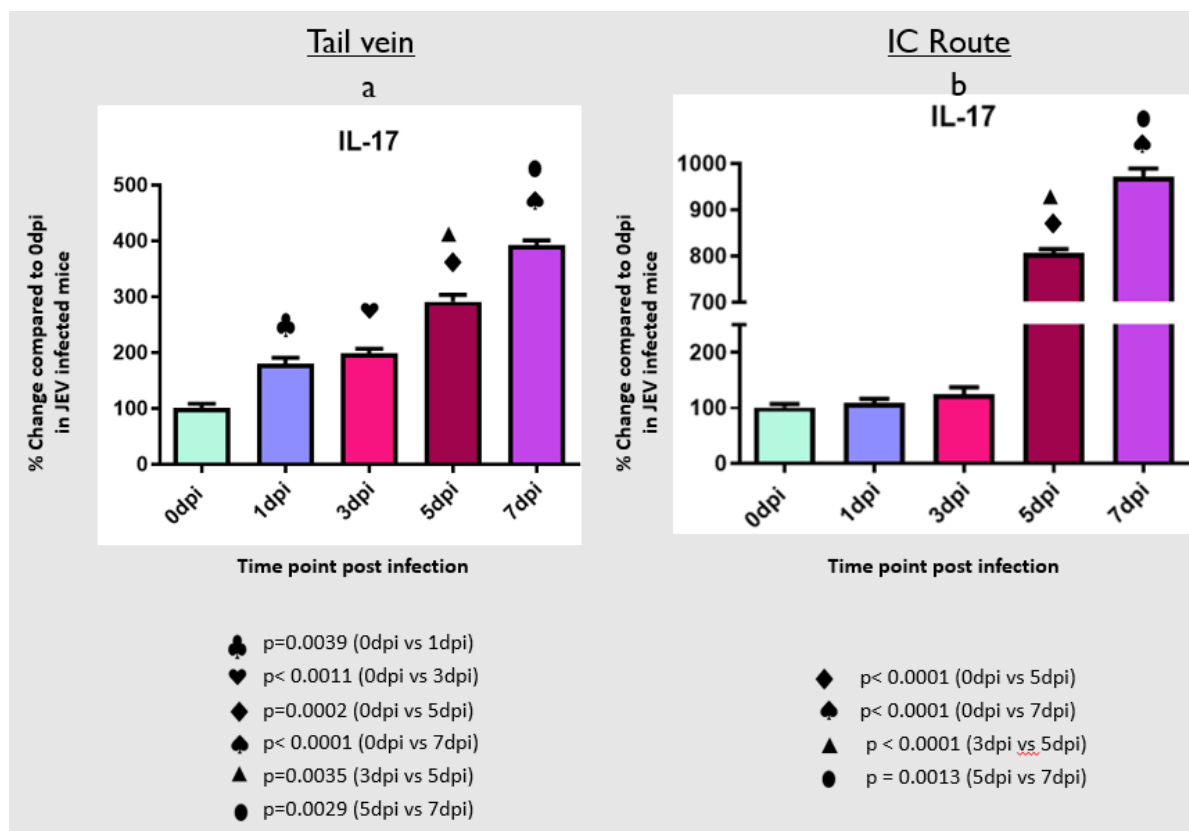 Tail vein
a
IL-17
% Change compared to 0dpi
in JEV infected mice
500
400
300
200
100
0
0dpi
1dpi
3dpi
5dpi
7dpi
Time point post infection
♣ p=0.0039 (0dpi vs 1dpi)
♥ p< 0.0011 (0dpi vs 3dpi)
♦ p=0.0002 (0dpi vs 5dpi)
♠ p< 0.0001 (0dpi vs 7dpi)
▲ p=0.0035 (3dpi vs 5dpi)
● p=0.0029 (5dpi vs 7dpi)
IC Route
b
IL-17
% Change compared to 0dpi
in JEV infected mice
1000
900
800
700
200
100
0
0dpi
1dpi
3dpi
5dpi
7dpi
Time point post infection
♦ p< 0.0001 (0dpi vs 5dpi)
♠ p< 0.0001 (0dpi vs 7dpi)
▲ p < 0.0001 (3dpi vs 5dpi)
● p = 0.0013 (5dpi vs 7dpi)